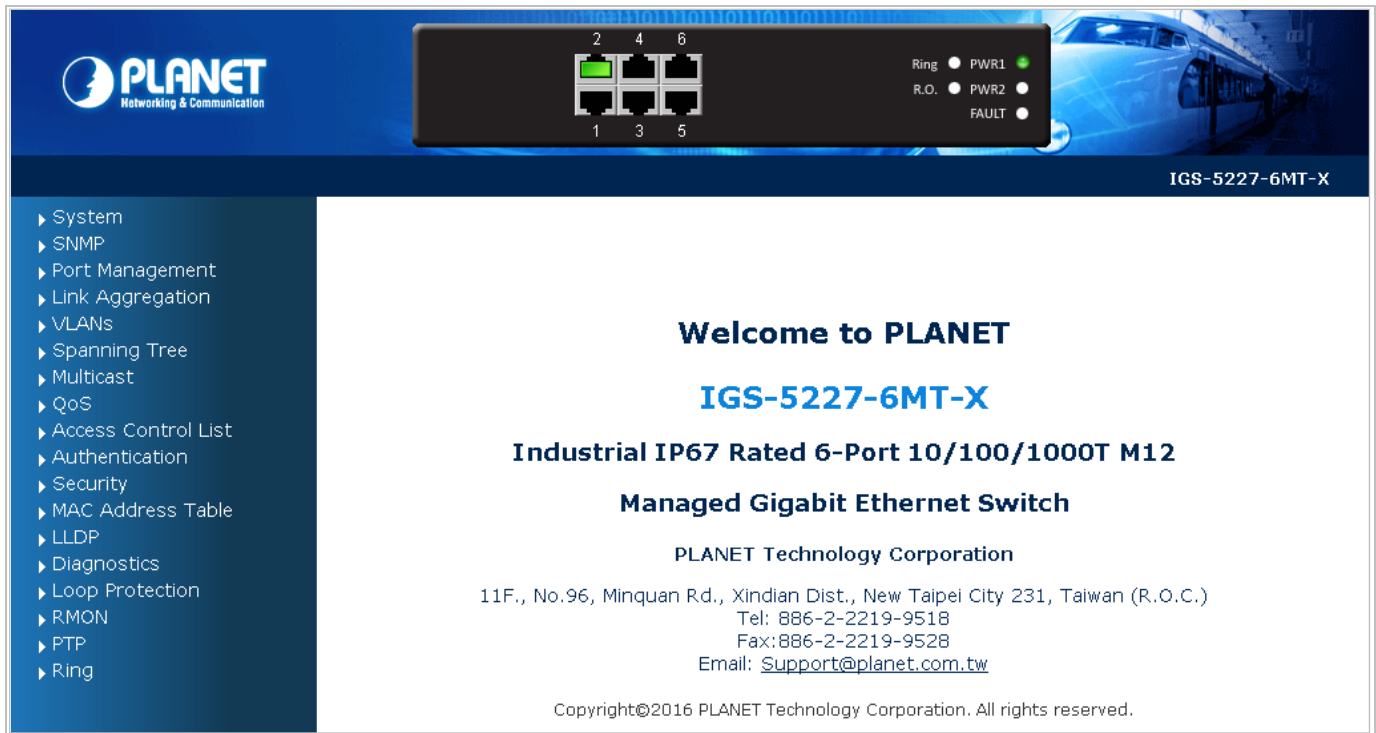 PLANET
Networking & Communication
2 4 6
1 3 5
Ring PWR1
R.O. PWR2
FAULT
IGS-5227-6MT-X
System
SNMP
Port Management
Link Aggregation
VLANs
Spanning Tree
Multicast
QoS
Access Control List
Authentication
Security
MAC Address Table
LLDP
Diagnostics
Loop Protection
RMON
PTP
Ring
Welcome to PLANET
IGS-5227-6MT-X
Industrial IP67 Rated 6-Port 10/100/1000T M12
Managed Gigabit Ethernet Switch
PLANET Technology Corporation
11F., No.96, Minquan Rd., Xindian Dist., New Taipei City 231, Taiwan (R.O.C.)
Tel: 886-2-2219-9518
Fax:886-2-2219-9528
Email: Support@planet.com.tw
Copyright©2016 PLANET Technology Corporation. All rights reserved.